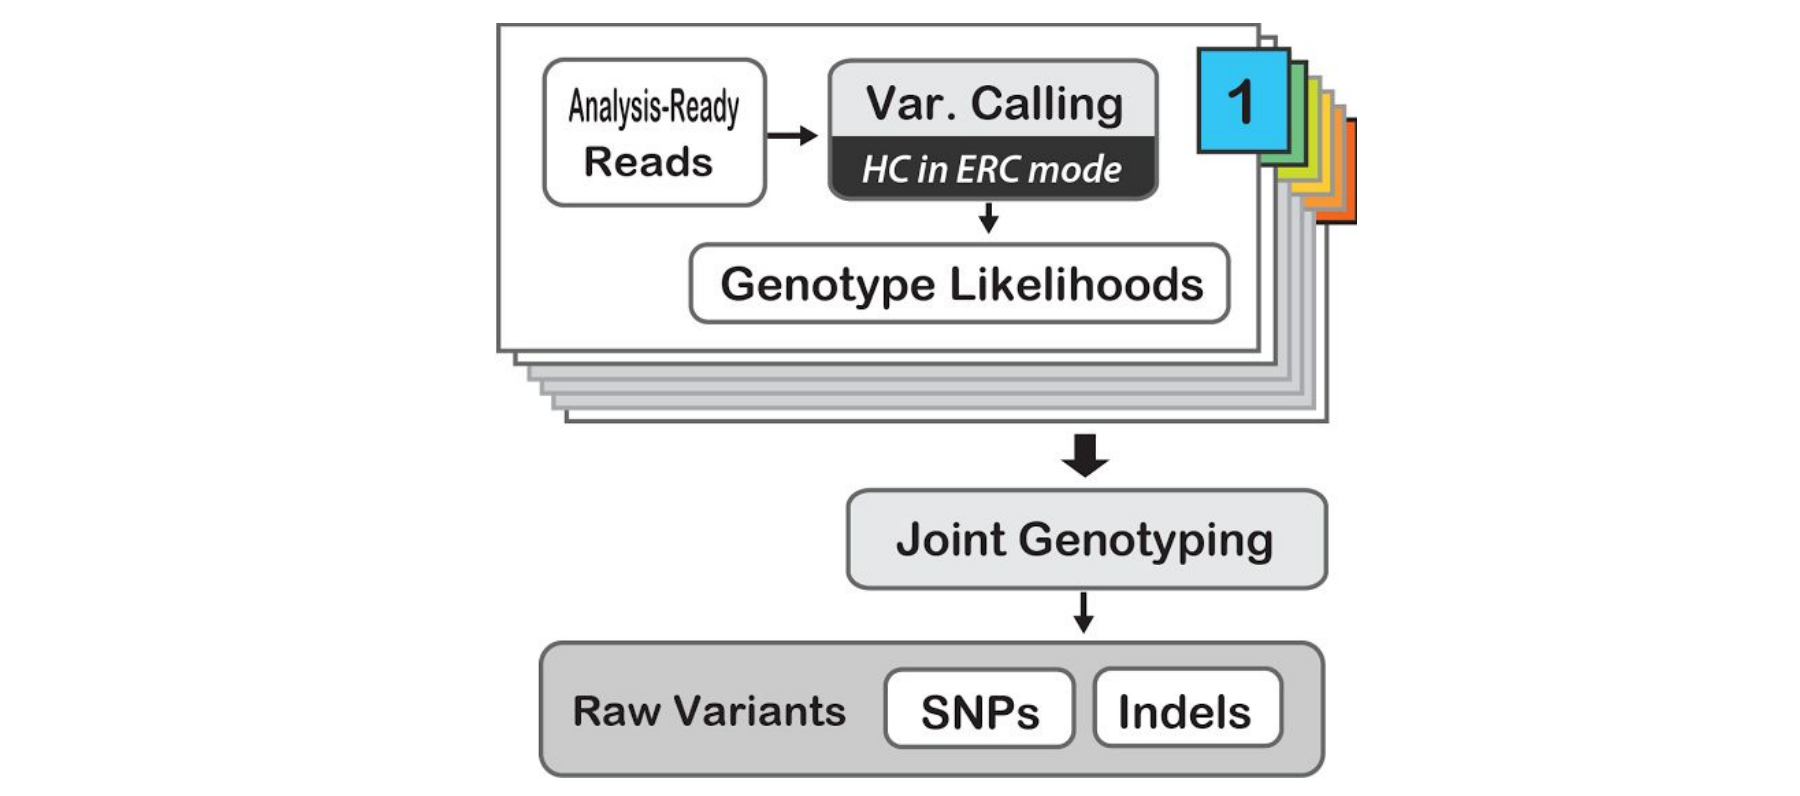 Analysis-Ready
Reads
Var. Calling
HC in ERC mode
1
Genotype Likelihoods
Joint Genotyping
Raw Variants
SNPs
Indels